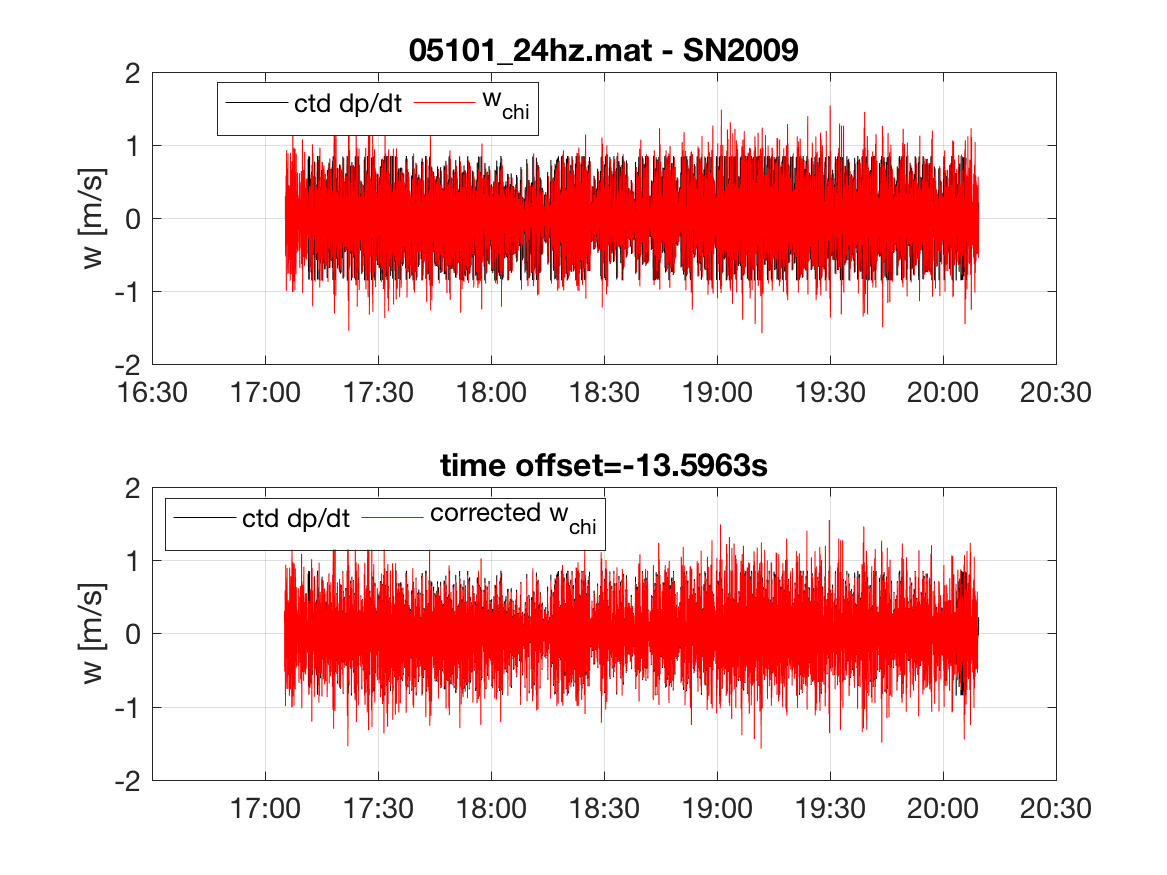 05101_24hz.mat - SN2009
ctd dp/dt w_chi
2
1
0
-1
-2
w [m/s]
16:30 17:00 17:30 18:00 18:30 19:00 19:30 20:00 20:30
time offset=-13.5963s
ctd dp/dt corrected w_chi
2
1
0
-1
-2
w [m/s]
17:00 17:30 18:00 18:30 19:00 19:30 20:00 20:30